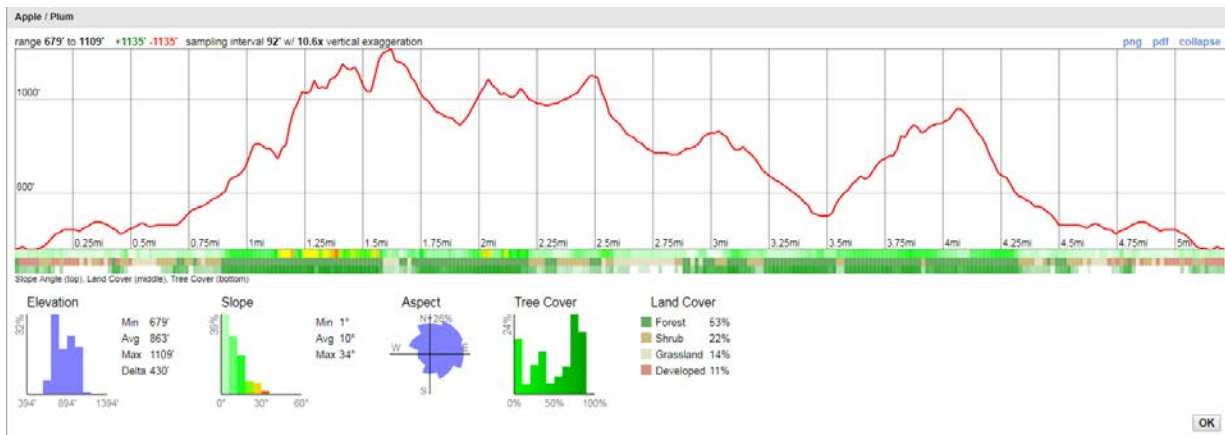 Apple / Plum
range 679' to 1109' +1135' -1135' sampling interval 92' w/ 10.6x vertical exaggeration png pdf collapse
1000'
800'
0.25mi 0.5mi 0.75mi 1mi 1.25mi 1.5mi 1.75mi 2mi 2.25mi 2.5mi 2.75mi 3mi 3.25mi 3.5mi 3.75mi 4mi 4.25mi 4.5mi 4.75mi 5mi
Slope Angle (top), Land Cover (middle), Tree Cover (bottom)
Elevation Slope Aspect Tree Cover Land Cover
32% Min 679' 39% Min 1° N+26% 24% Forest 53%
Avg 863' Avg 10° W E Shrub 22%
Max 1109' Max 34° Grassland 14%
Delta 430' S Developed 11%
394' 894' 1394' 0° 30° 60° 0% 50% 100%
OK